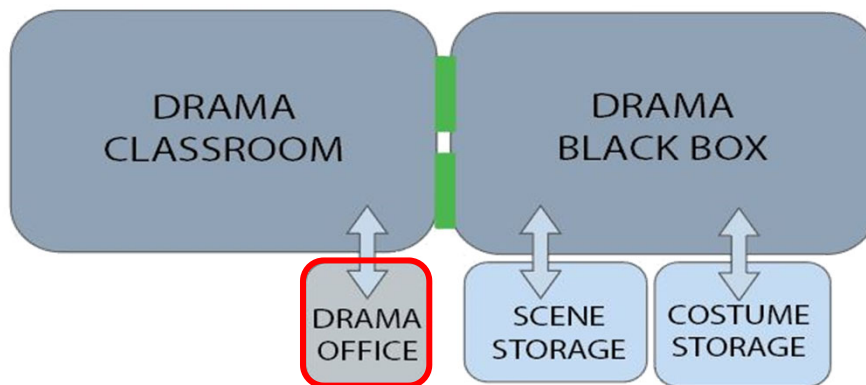 DRAMA
CLASSROOM
DRAMA
BLACK BOX
DRAMA
OFFICE
SCENE
STORAGE
COSTUME
STORAGE